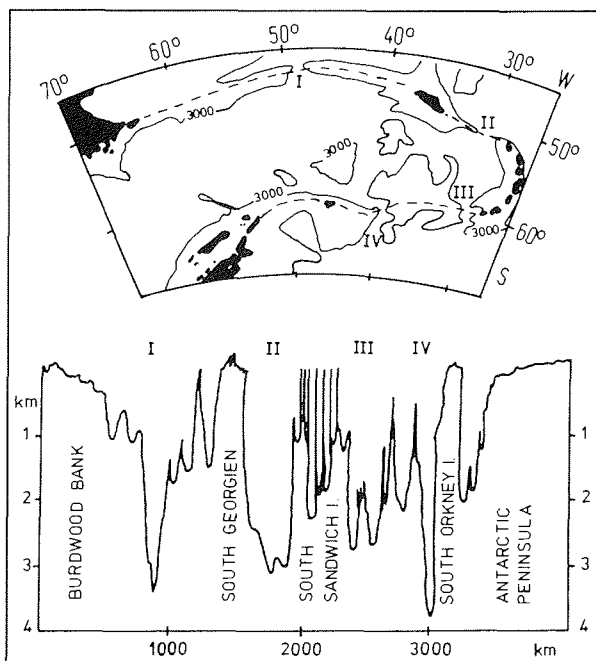 70°
60°
50°
40°
30°
W
I
3000
II
50°
3000
III
3000
3000
60°
IV
S
I
II
III
IV
km
1
2
3
4
BURDWOOD BANK
SOUTH GEORGIEN
SOUTH
SANDWICH I.
SOUTH ORKNEY I.
ANTARCTIC
PENINSULA
1
2
3
4
1000
2000
3000
km